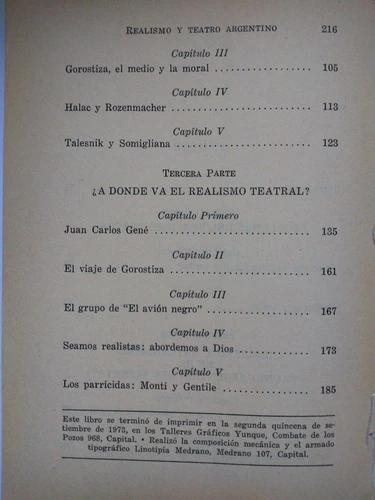 REALISMO Y TEATRO ARGENTINO 216
Capítulo III
Gorostiza, el medio y la moral .................. 105
Capítulo IV
Halac y Rozenmacher ......................... 113
Capítulo V
Talesnik y Somigliana ........................ 123
TERCERA PARTE
¿A DONDE VA EL REALISMO TEATRAL?
Capítulo Primero
Juan Carlos Gené ............................. 135
Capítulo II
El viaje de Gorostiza .......................... 161
Capítulo III
El grupo de "El avión negro" ................... 167
Capítulo IV
Seamos realistas: abordemos a Dios ............ 173
Capítulo V
Los parricidas: Monti y Gentile ................ 185
Este libro se terminó de imprimir en la segunda quincena de se-
tiembre de 1973, en los Talleres Gráficos Yunque, Combate de los
Pozos 968, Capital. • Realizó la composición mecánica y el armado
tipográfico Linotipia Medrano, Medrano 107, Capital.